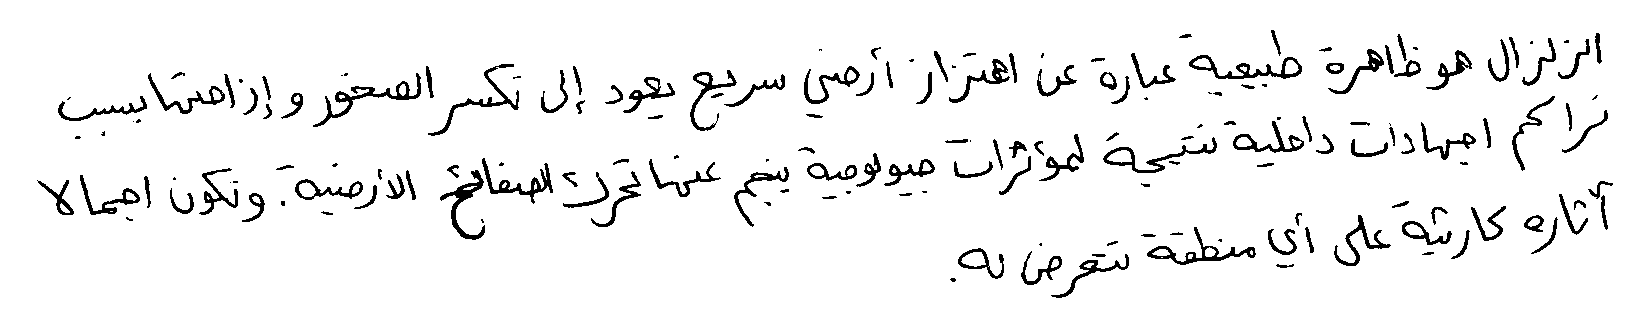 الزلزال هو ظاهرة طبيعية عبارة عن اهتزاز أرضي سريع يعود إلى تكسر الصخور و إزاحتها بسبب
تراكم اجهادات داخلية نتيجة لمؤثرات جيولوجية ينجم عنها تحرك الصفائح الأرضية. وتكون اجمالا
أثاره كارثية على أي منطقة تتعرض له.